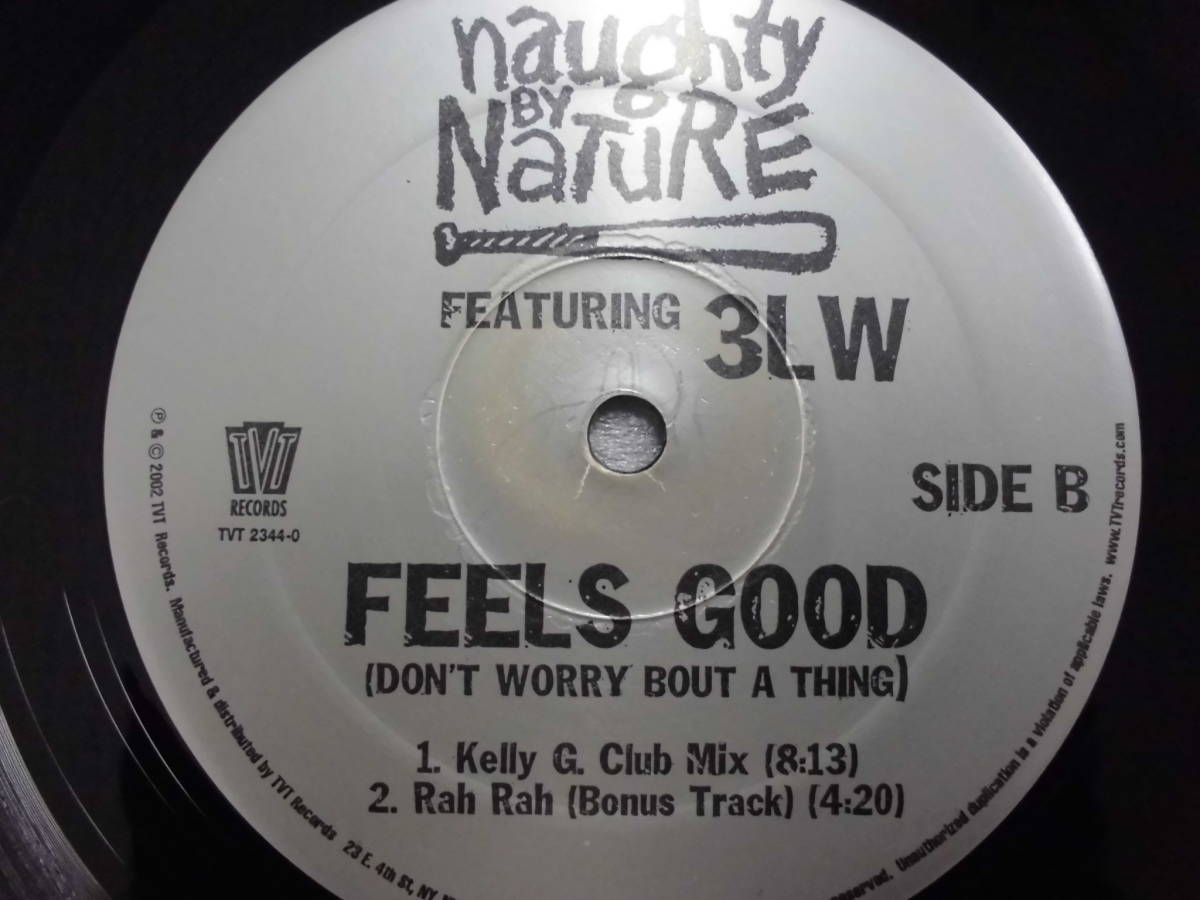 naughty
BY
NaTuRE
FEATURING 3LW
TVT
RECORDS
TVT 2344-0
SIDE B
FEELS GOOD
(DON'T WORRY BOUT A THING)
1. Kelly G. Club Mix (8:13)
2. Rah Rah (Bonus Track) (4:20)
℗ & © 2002 TVT Records. Manufactured & distributed by TVT Records 23 E. 4th St, NY
reserved. Unauthorized duplication is a violation of applicable laws. www.TVTrecords.com